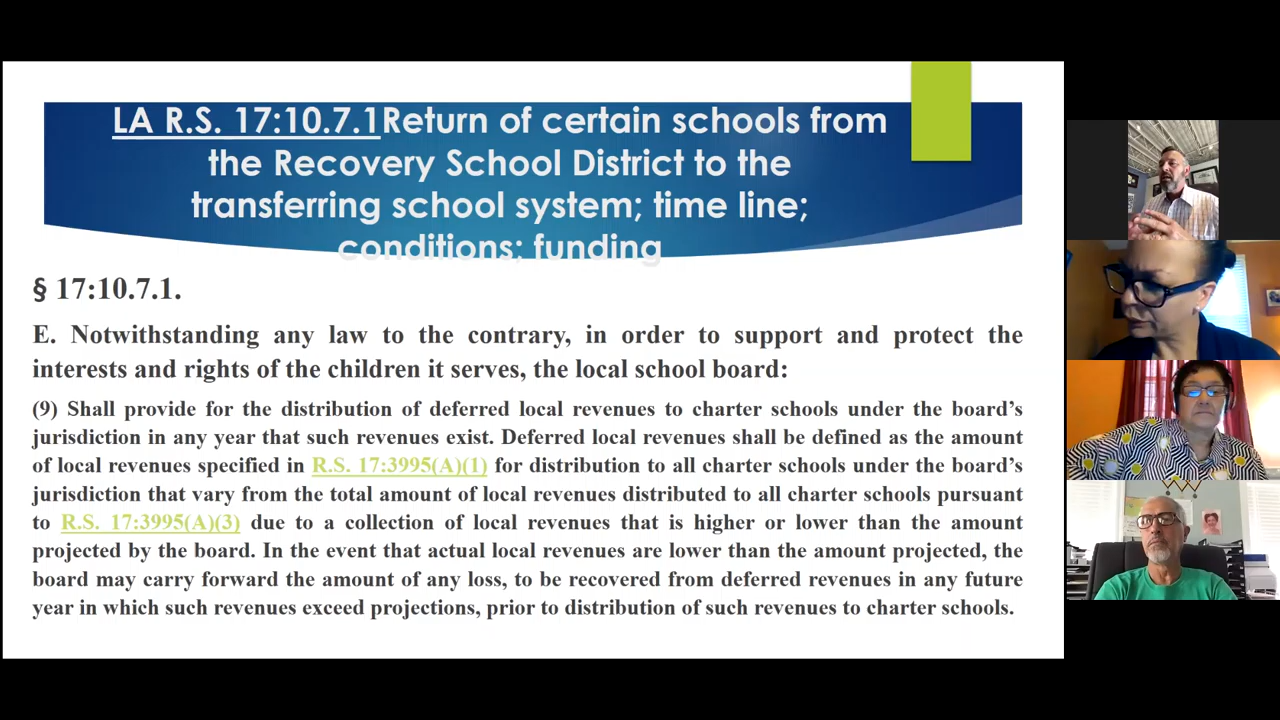 LA R.S. 17:10.7.1Return of certain schools from
the Recovery School District to the
transferring school system; time line;
conditions; funding
§ 17:10.7.1.
E. Notwithstanding any law to the contrary, in order to support and protect the
interests and rights of the children it serves, the local school board:
(9) Shall provide for the distribution of deferred local revenues to charter schools under the board’s
jurisdiction in any year that such revenues exist. Deferred local revenues shall be defined as the amount
of local revenues specified in R.S. 17:3995(A)(1) for distribution to all charter schools under the board’s
jurisdiction that vary from the total amount of local revenues distributed to all charter schools pursuant
to R.S. 17:3995(A)(3) due to a collection of local revenues that is higher or lower than the amount
projected by the board. In the event that actual local revenues are lower than the amount projected, the
board may carry forward the amount of any loss, to be recovered from deferred revenues in any future
year in which such revenues exceed projections, prior to distribution of such revenues to charter schools.